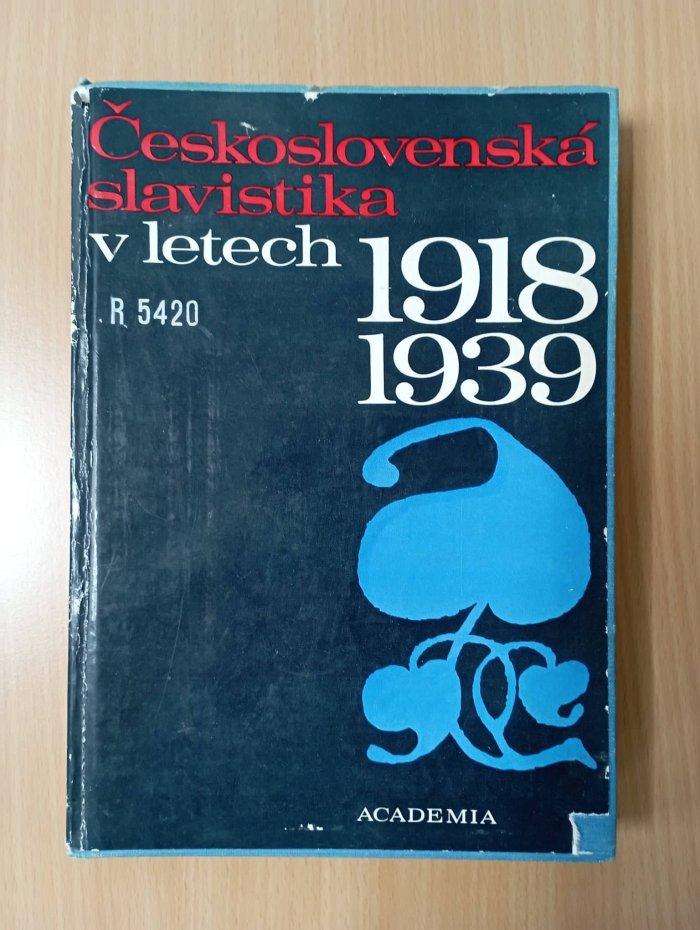 Československá
slavistika
v letech 1918
1939
R 5420
ACADEMIA